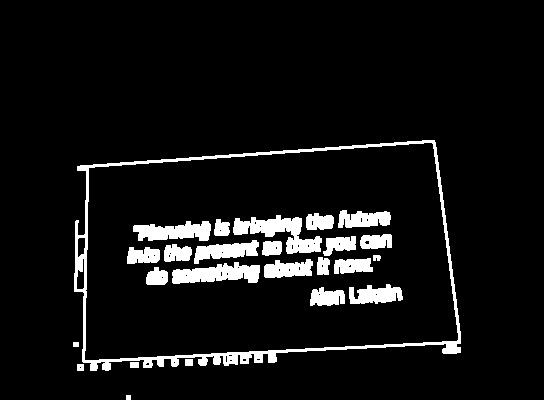 "Planning is bringing the future
into the present so that you can
do something about it now."
Alan Lakein